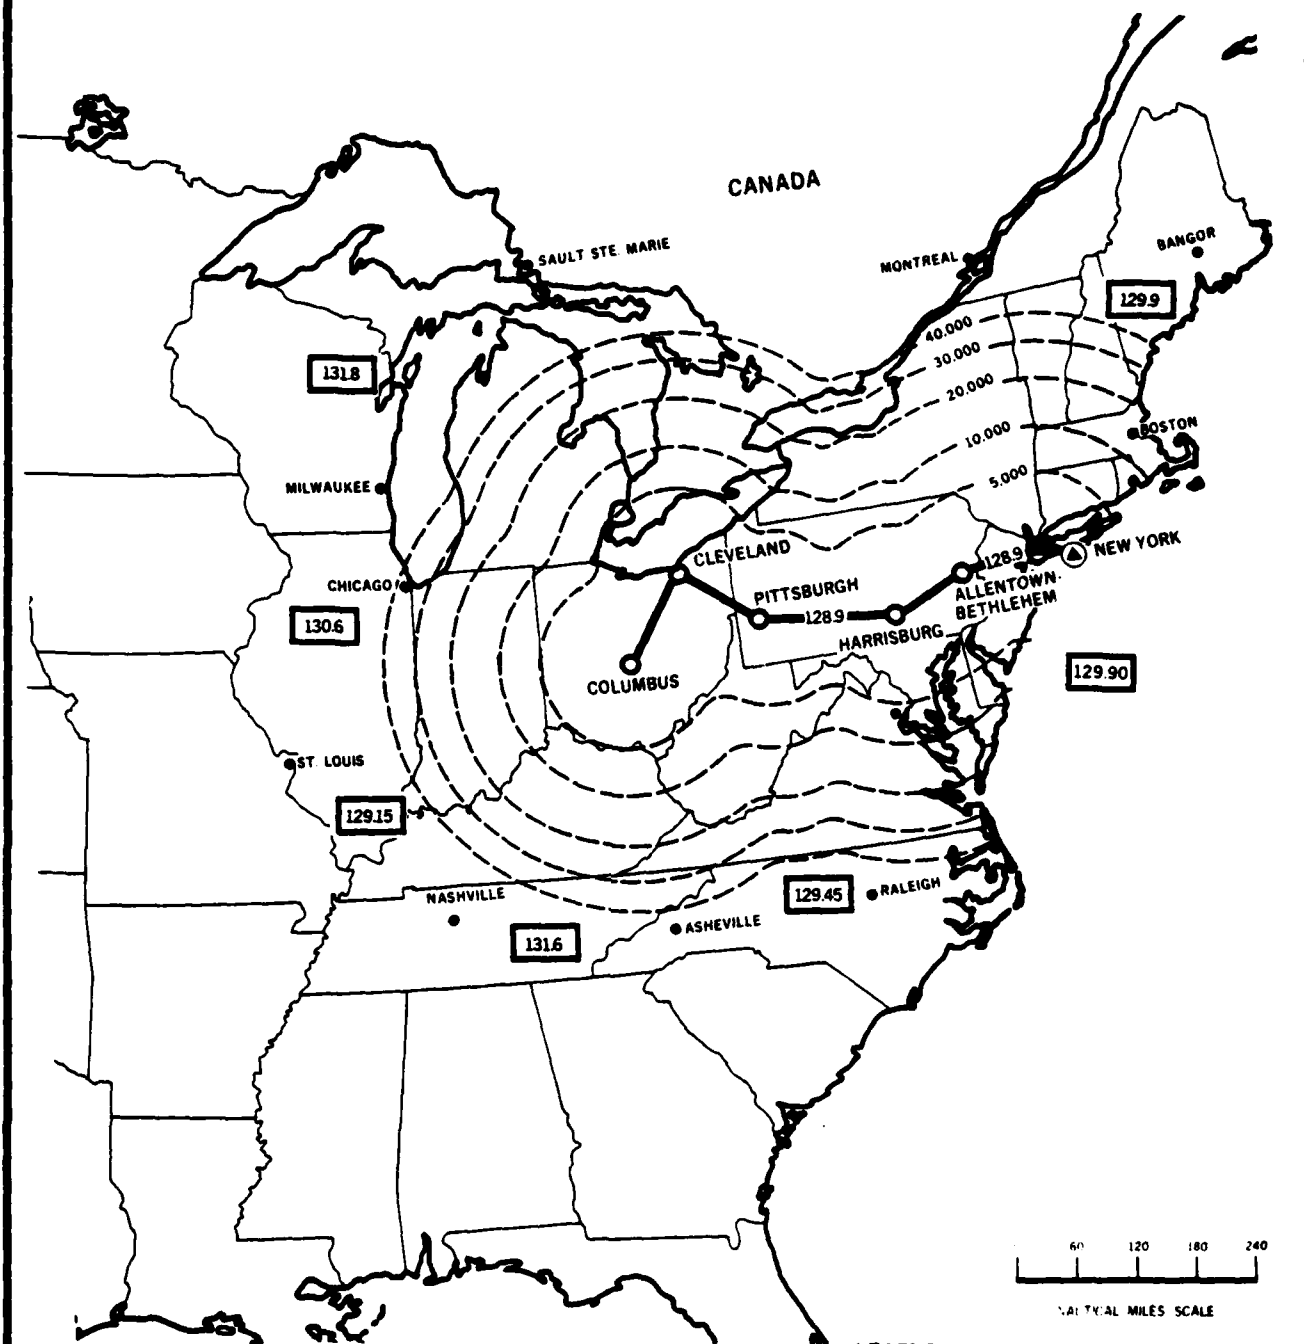 CANADA
SAULT STE. MARIE
MONTREAL
BANGOR
129.9
40.000
30.000
131.8
20.000
10.000
BOSTON
5.000
MILWAUKEE
NEW YORK
CLEVELAND
128.9
CHICAGO
PITTSBURGH
ALLENTOWN-
BETHLEHEM
128.9
130.6
HARRISBURG
129.90
COLUMBUS
ST. LOUIS
129.15
NASHVILLE
129.45
RALEIGH
ASHEVILLE
131.6
60 120 180 240
MILES SCALE